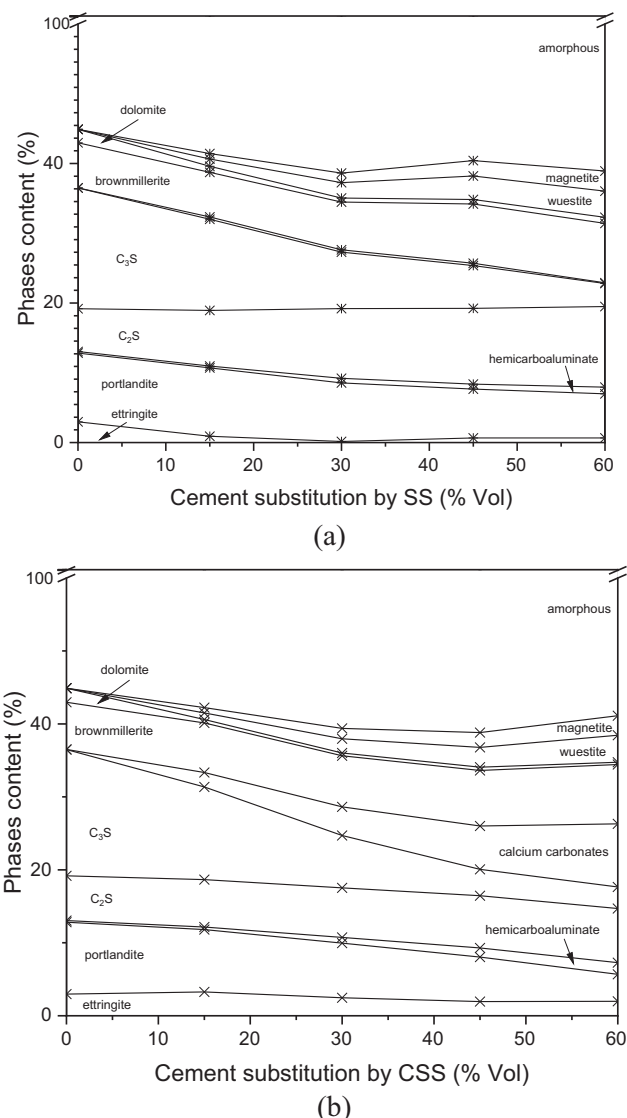 100
amorphous
dolomite
40
magnetite
brownmillerite
wuestite
Phases content (%)
C₃S
20
C₂S
hemicarboaluminate
portlandite
ettringite
0
0 10 20 30 40 50 60
Cement substitution by SS (% Vol)
(a)
100
amorphous
dolomite
40
magnetite
brownmillerite
wuestite
Phases content (%)
C₃S
calcium carbonates
20
C₂S
hemicarboaluminate
portlandite
ettringite
0
0 10 20 30 40 50 60
Cement substitution by CSS (% Vol)
(b)